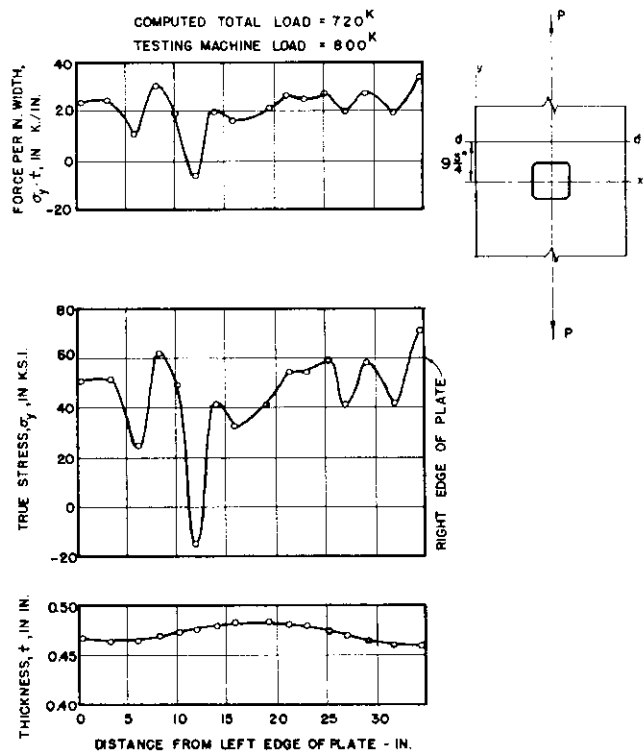 COMPUTED TOTAL LOAD = 720K
TESTING MACHINE LOAD = 800K
FORCE PER IN. WIDTH,
σy · t, IN K./IN.
40
20
0
-20
P
y
d d
x
P
TRUE STRESS, σy, IN K.S.I.
80
60
40
20
0
-20
RIGHT EDGE OF PLATE
THICKNESS, t, IN IN.
0.50
0.45
0.40
0 5 10 15 20 25 30
DISTANCE FROM LEFT EDGE OF PLATE - IN.